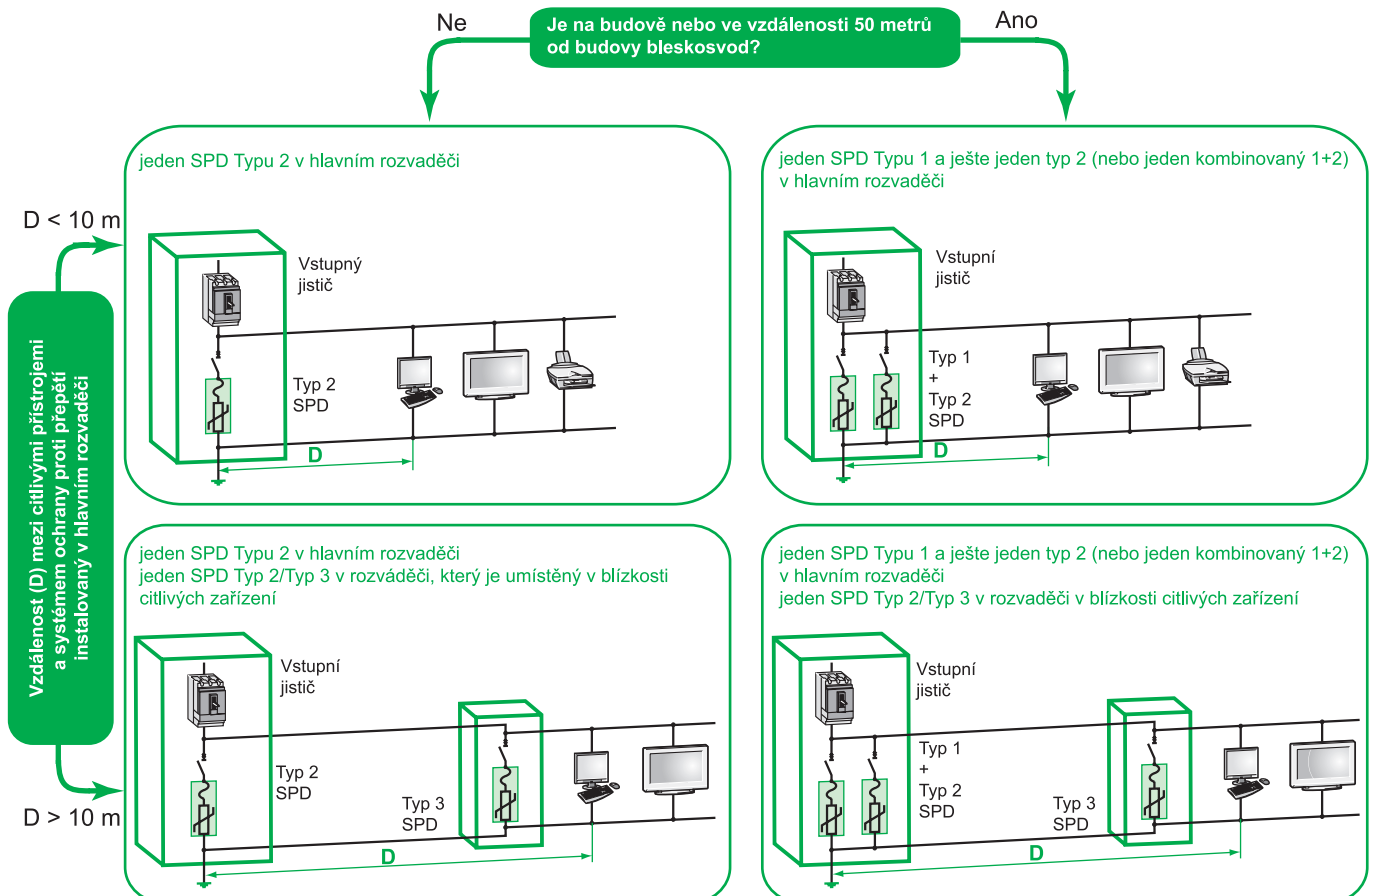 Ne
Je na budově nebo ve vzdálenosti 50 metrů
od budovy bleskosvod?
Ano
jeden SPD Typu 2 v hlavním rozvaděči
jeden SPD Typu 1 a ješte jeden typ 2 (nebo jeden kombinovaný 1+2)
v hlavním rozvaděči
D < 10 m
Vstupný
jistič
Typ 2
SPD
D
Vstupní
jistič
Typ 1
+
Typ 2
SPD
D
Vzdálenost (D) mezi citlivými přístrojemi
a systémem ochrany proti přepětí
instalovaný v hlavním rozvaděči
jeden SPD Typu 2 v hlavním rozvaděči
jeden SPD Typ 2/Typ 3 v rozváděči, který je umístěný v blízkosti
citlivých zařízení
jeden SPD Typu 1 a ješte jeden typ 2 (nebo jeden kombinovaný 1+2)
v hlavním rozvaděči
jeden SPD Typ 2/Typ 3 v rozvaděči v blízkosti citlivých zařízení
D > 10 m
Vstupní
jistič
Typ 2
SPD
Typ 3
SPD
D
Vstupní
jistič
Typ 1
+
Typ 2
SPD
Typ 3
SPD
D